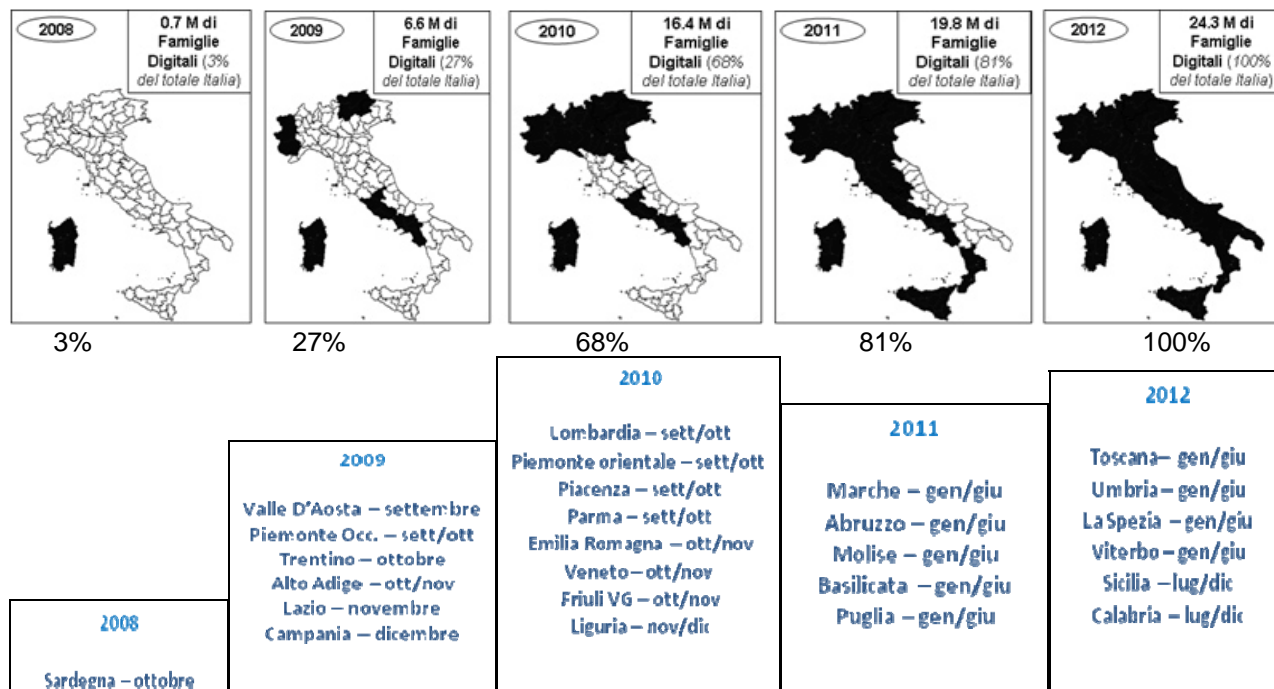 2008
0.7 M di
Famiglie
Digitali (3%
del totale Italia)
2009
6.6 M di
Famiglie
Digitali (27%
del totale Italia)
2010
16.4 M di
Famiglie
Digitali (68%
del totale Italia)
2011
19.8 M di
Famiglie
Digitali (81%
del totale Italia)
2012
24.3 M di
Famiglie
Digitali (100%
del totale Italia)
3%
27%
68%
81%
100%
2008
Sardegna – ottobre
2009
Valle D'Aosta – settembre
Piemonte Occ. – sett/ott
Trentino – ottobre
Alto Adige – ott/nov
Lazio – novembre
Campania – dicembre
2010
Lombardia – sett/ott
Piemonte orientale – sett/ott
Piacenza – sett/ott
Parma – sett/ott
Emilia Romagna – ott/nov
Veneto – ott/nov
Friuli VG – ott/nov
Liguria – nov/dic
2011
Marche – gen/giu
Abruzzo – gen/giu
Molise – gen/giu
Basilicata – gen/giu
Puglia – gen/giu
2012
Toscana– gen/giu
Umbria – gen/giu
La Spezia – gen/giu
Viterbo – gen/giu
Sicilia – lug/dic
Calabria – lug/dic